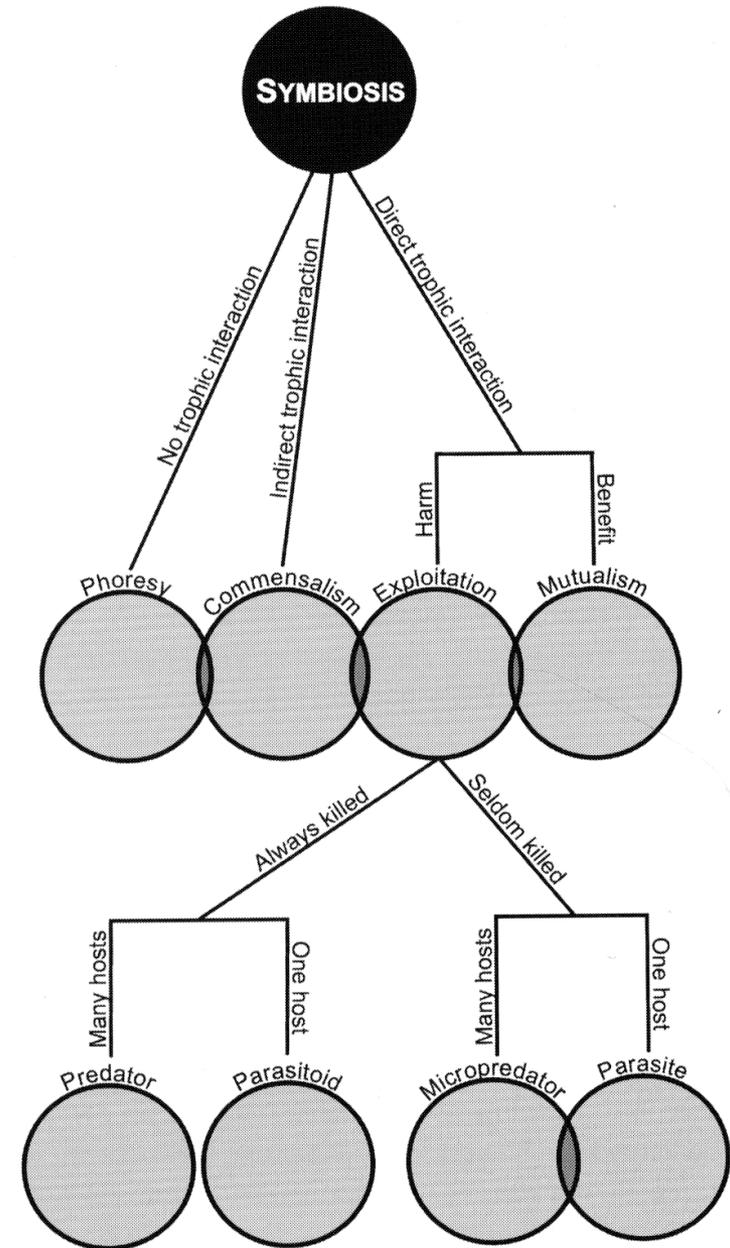 SYMBIOSIS
No trophic interaction
Indirect trophic interaction
Direct trophic interaction
Harm
Benefit
Phoresy
Commensalism
Exploitation
Mutualism
Always killed
Seldom killed
Many hosts
One host
Many hosts
One host
Predator
Parasitoid
Micropredator
Parasite